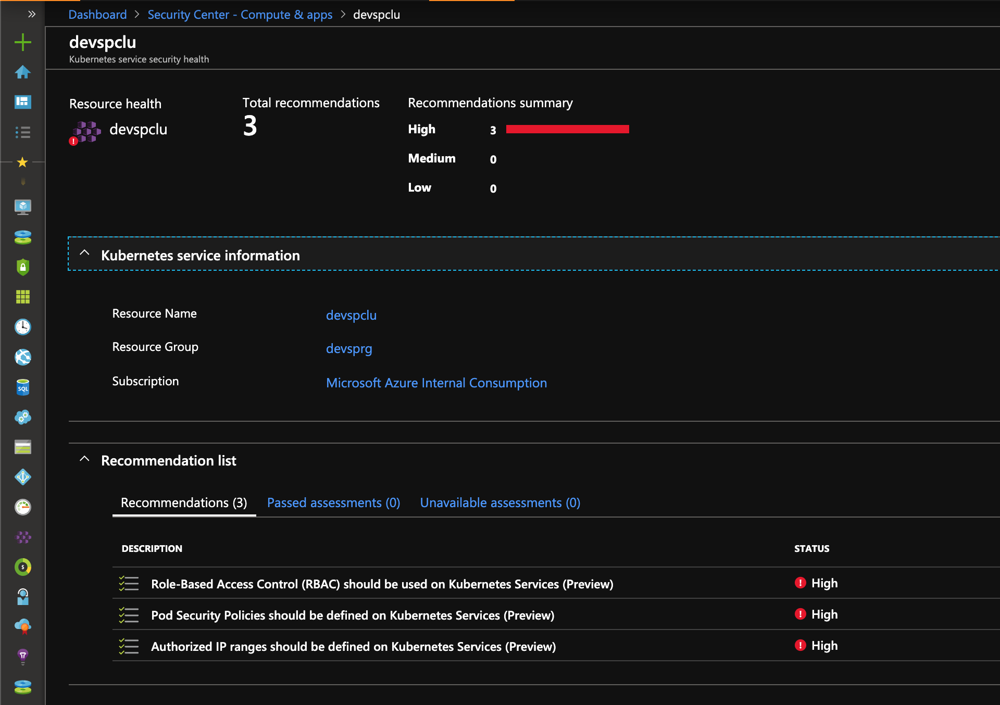 Dashboard > Security Center - Compute & apps > devspclu
devspclu
Kubernetes service security health
Resource health
devspclu
Total recommendations
3
Recommendations summary
High 3
Medium 0
Low 0
Kubernetes service information
Resource Name devspclu
Resource Group devsprg
Subscription Microsoft Azure Internal Consumption
Recommendation list
Recommendations (3) Passed assessments (0) Unavailable assessments (0)
DESCRIPTION STATUS
Role-Based Access Control (RBAC) should be used on Kubernetes Services (Preview) High
Pod Security Policies should be defined on Kubernetes Services (Preview) High
Authorized IP ranges should be defined on Kubernetes Services (Preview) High
SQL
$